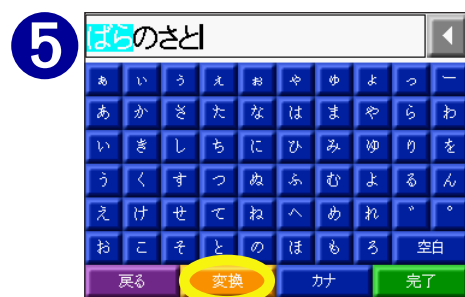 5
ばらのさと
ぁ ぃ ぅ ぇ ぉ ゃ ゅ ょ っ ー
あ か さ た な は ま や ら わ
い き し ち に ひ み ゆ り を
う く す つ ぬ ふ む よ る ん
え け せ て ね へ め れ ゛ ゜
お こ そ と の ほ も ろ 空白
戻る 変換 カナ 完了